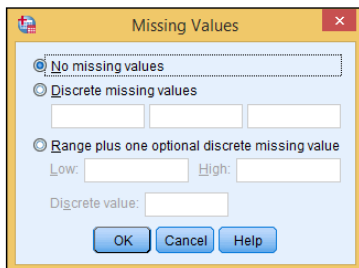 Missing Values
No missing values
Discrete missing values
Range plus one optional discrete missing value
Low: High:
Discrete value:
OK Cancel Help